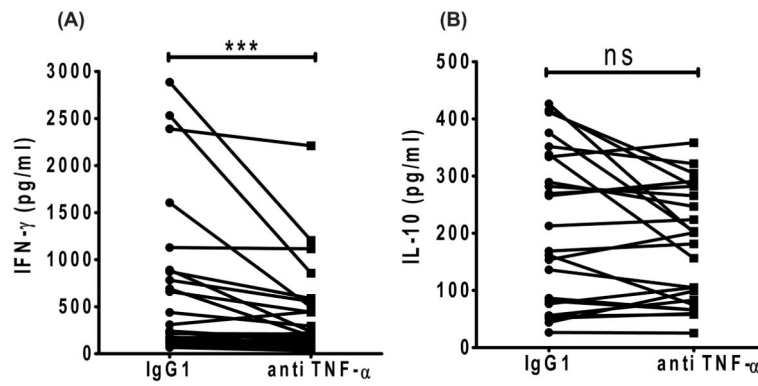 (A)
***
IFN-γ (pg/ml)
3000
2500
2000
1500
1000
500
0
IgG1 anti TNF-α
(B)
ns
IL-10 (pg/ml)
500
400
300
200
100
0
IgG1 anti TNF-α